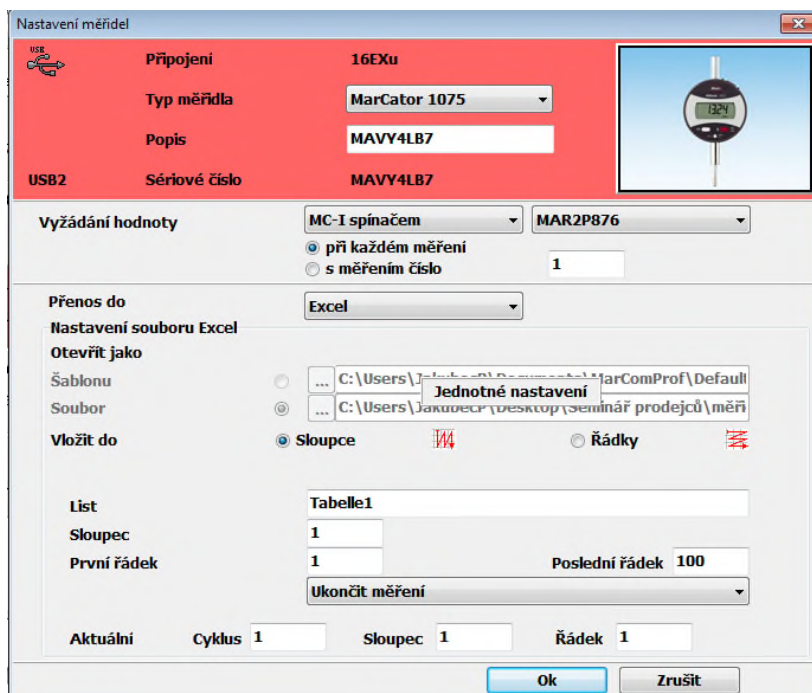 Nastavení měřidel
USB
Připojení 16EXu
Typ měřidla MarCator 1075
Popis MAVY4LB7
USB2 Sériové číslo MAVY4LB7
Vyžádání hodnoty MC-I spínačem MAR2P876
při každém měření
s měřením číslo 1
Přenos do Excel
Nastavení souboru Excel
Otevřít jako
Šablonu ... C:\Users\JakubecP\Documents\MarComProf\Default
Jednotné nastavení
Soubor ... C:\Users\JakubecP\Desktop\Seminář prodejců\měři
Vložit do Sloupce Řádky
List Tabelle1
Sloupec 1
První řádek 1 Poslední řádek 100
Ukončit měření
Aktuální Cyklus 1 Sloupec 1 Řádek 1
Ok Zrušit